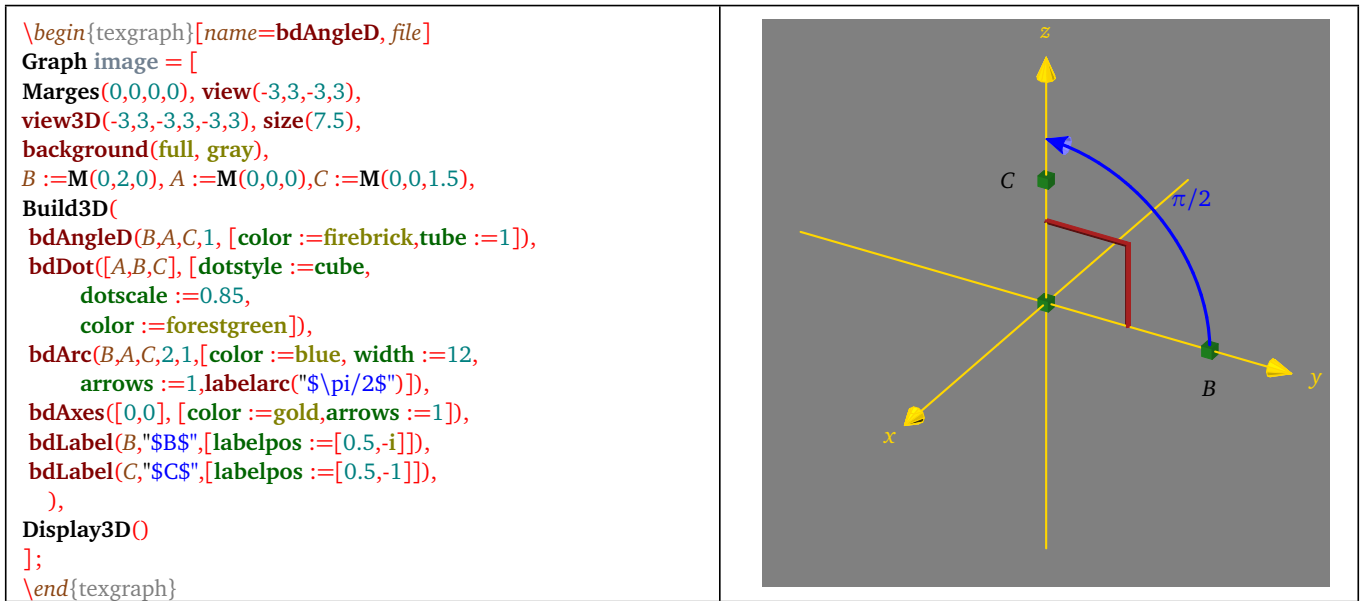 \begin{texgraph}[name=bdAngleD, file]
Graph image = [
Marges(0,0,0,0), view(-3,3,-3,3),
view3D(-3,3,-3,3,-3,3), size(7.5),
background(full, gray),
B :=M(0,2,0), A :=M(0,0,0),C :=M(0,0,1.5),
Build3D(
bdAngleD(B,A,C,1, [color :=firebrick,tube :=1]),
bdDot([A,B,C], [dotstyle :=cube,
dotscale :=0.85,
color :=forestgreen]),
bdArc(B,A,C,2,1,[color :=blue, width :=12,
arrows :=1,labelarc("$\pi/2$")]),
bdAxes([0,0], [color :=gold,arrows :=1]),
bdLabel(B,"$B$",[labelpos :=[0.5,-i]]),
bdLabel(C,"$C$",[labelpos :=[0.5,-1]]),
),
Display3D()
];
\end{texgraph}
z
C
π/2
y
B
x